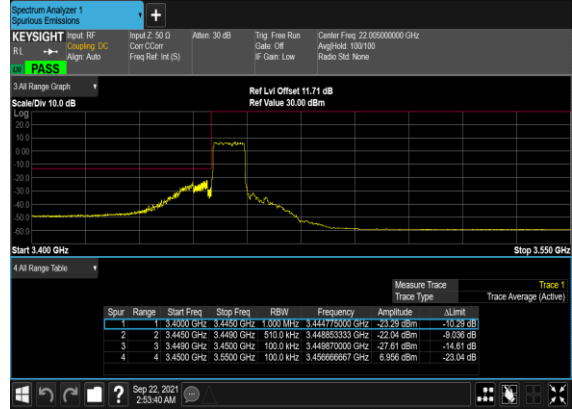 Spectrum Analyzer 1
Spurious Emissions
KEYSIGHT Input: RF Input Z: 50 Ω Atten: 30 dB Trig: Free Run Center Freq: 22.005000000 GHz
RL Coupling: DC Corr CCorr Gate: Off Avg|Hold: 100/100
Align: Auto Freq Ref: Int (S) IF Gain: Low Radio Std: None
PASS
3 All Range Graph
Ref Lvl Offset 11.71 dB
Scale/Div 10.0 dB Ref Value 30.00 dBm
Log
20.0
10.0
0.00
-10.0
-20.0
-30.0
-40.0
-50.0
-60.0
Start 3.400 GHz Stop 3.550 GHz
4 All Range Table
Measure Trace Trace 1
Trace Type Trace Average (Active)
Spur Range Start Freq Stop Freq RBW Frequency Amplitude ΔLimit
1 1 3.4000 GHz 3.4450 GHz 1.000 MHz 3.444775000 GHz -23.29 dBm -10.29 dB
2 2 3.4450 GHz 3.4490 GHz 510.0 kHz 3.448853333 GHz -22.04 dBm -9.036 dB
3 3 3.4490 GHz 3.4500 GHz 100.0 kHz 3.449870000 GHz -27.61 dBm -14.61 dB
4 4 3.4500 GHz 3.5500 GHz 100.0 kHz 3.456666667 GHz 6.956 dBm -23.04 dB
Sep 22, 2021
2:53:40 AM